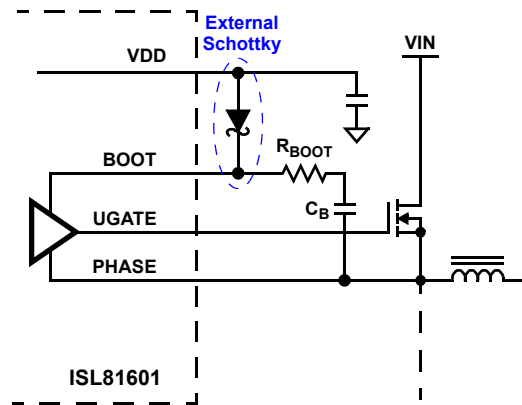 External
Schottky
VIN
VDD
BOOT
RBOOT
CB
UGATE
PHASE
ISL81601